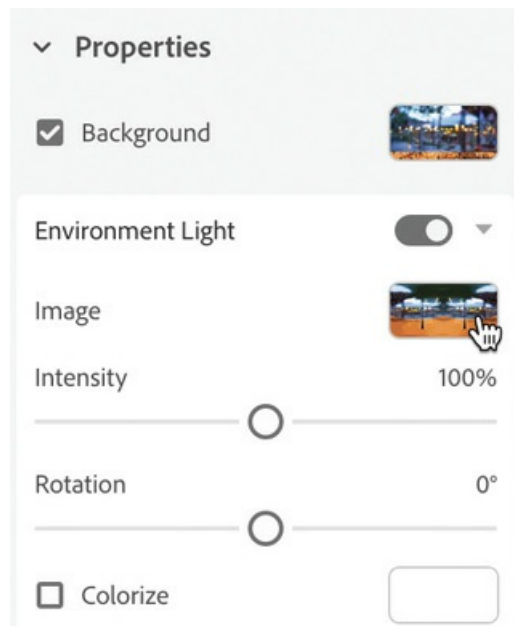 Properties
Background
Environment Light
Image
Intensity 100%
Rotation 0°
Colorize